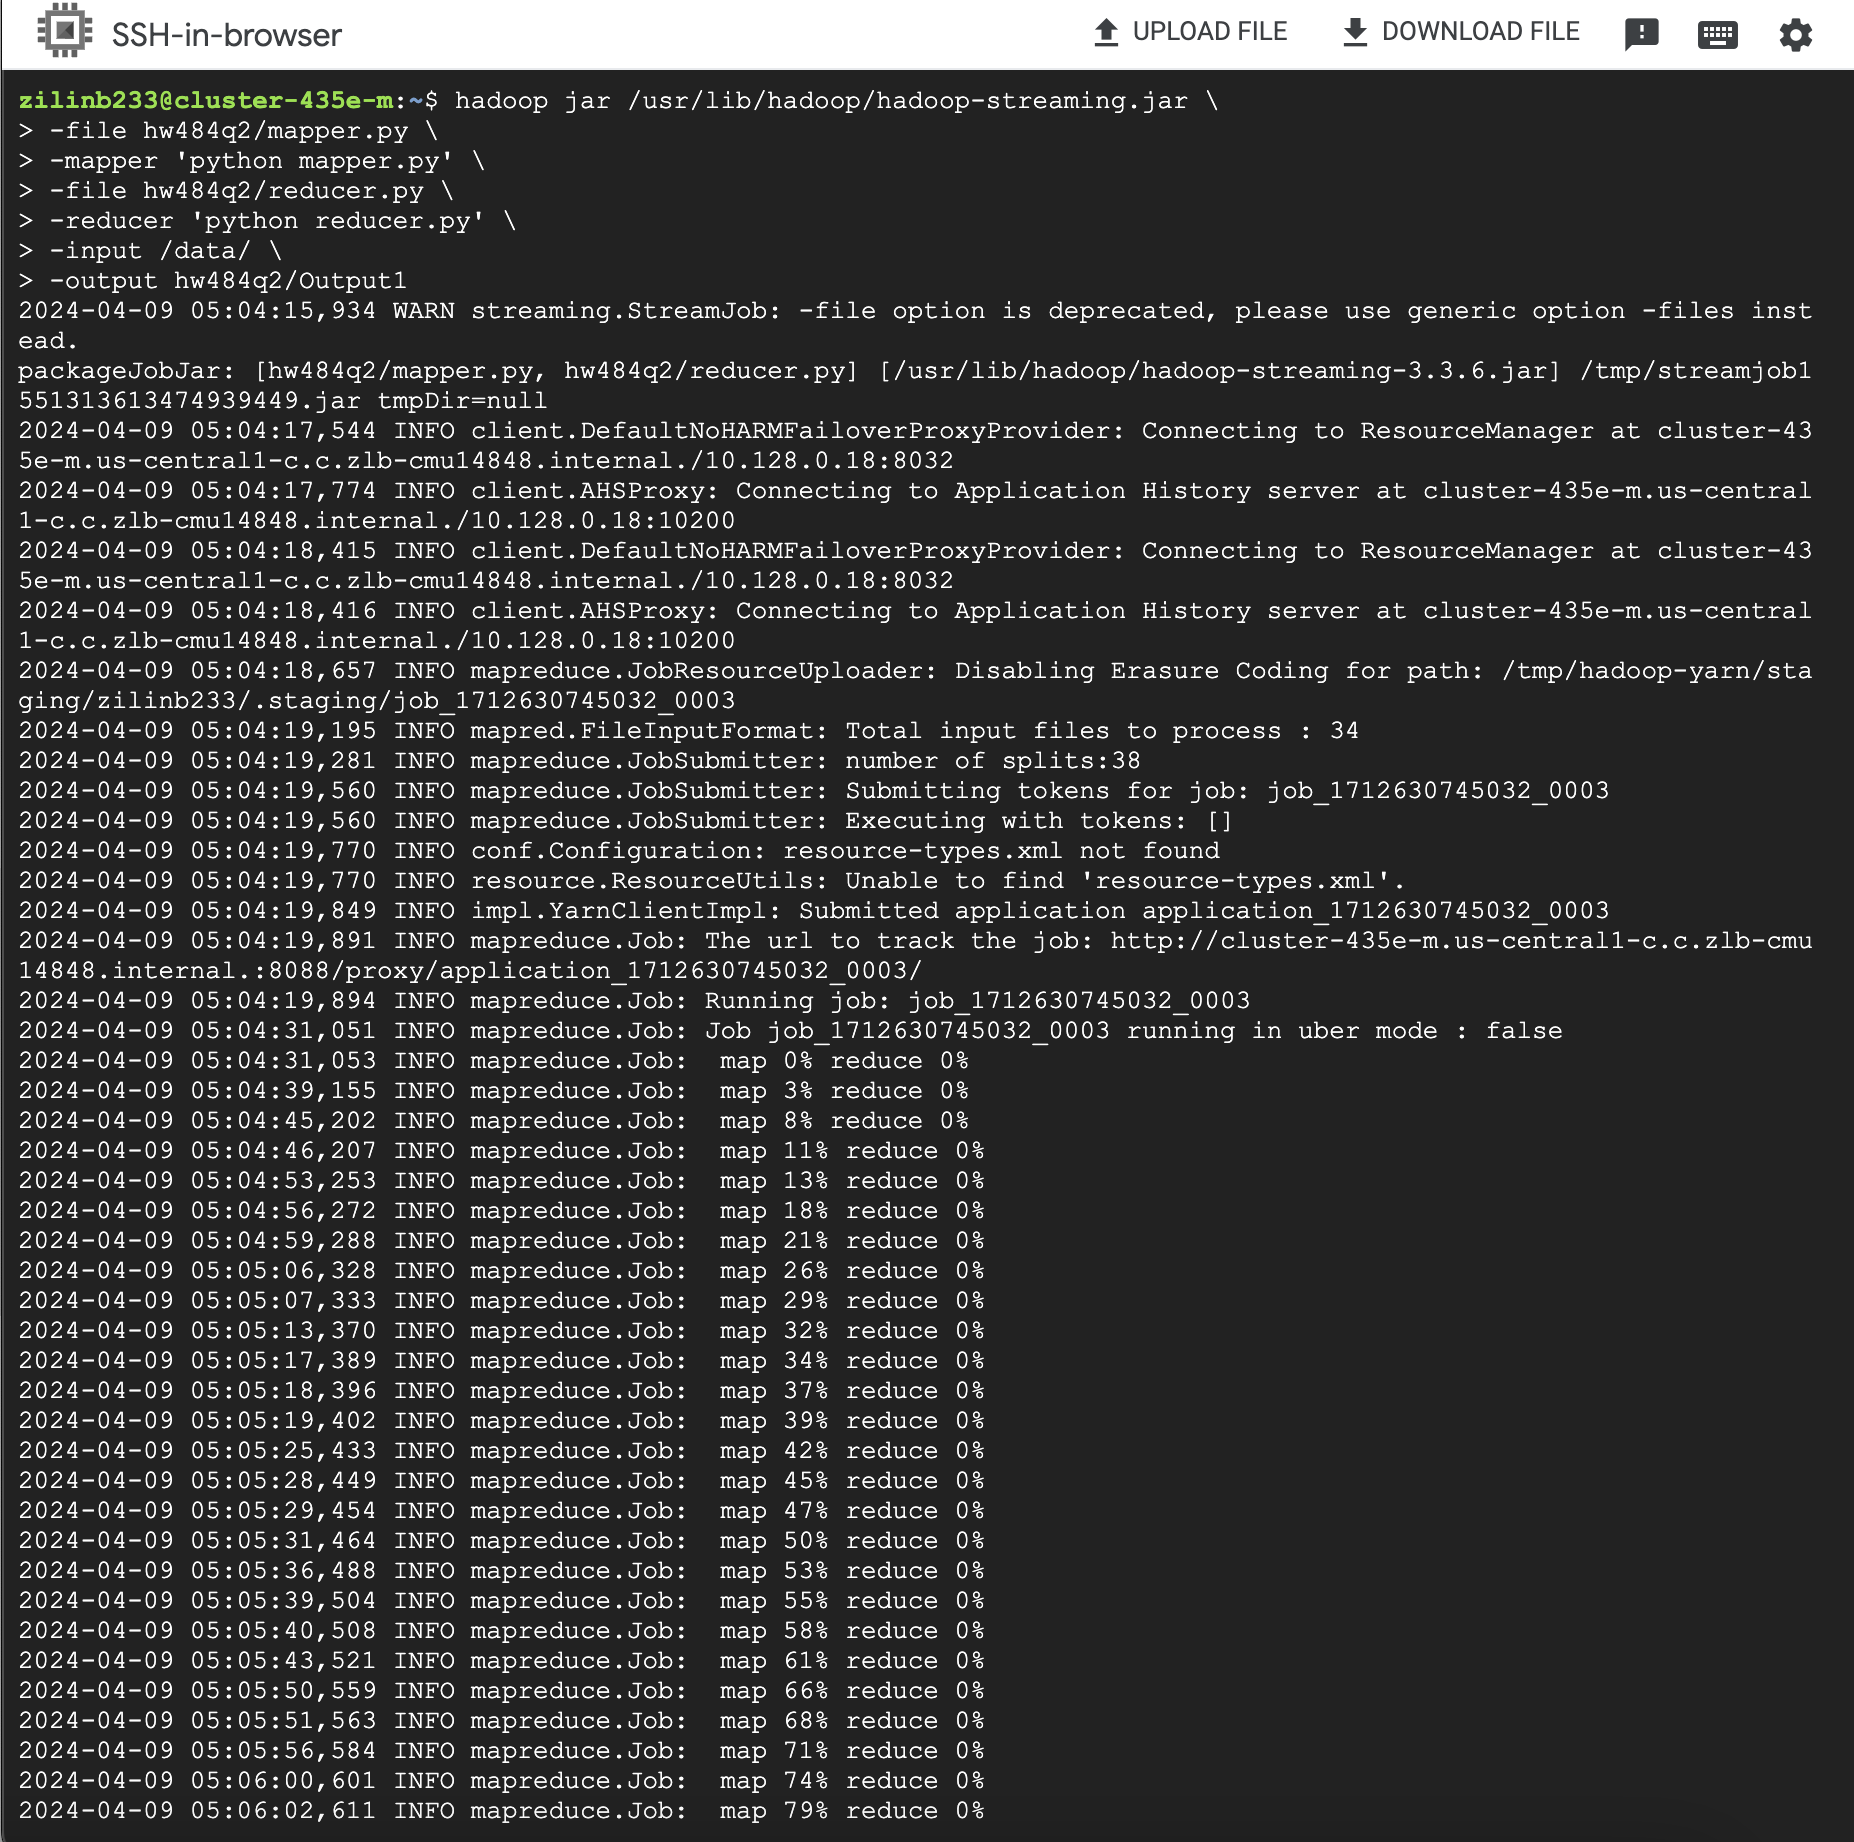 SSH-in-browser UPLOAD FILE DOWNLOAD FILE
zilinb233@cluster-435e-m:~$ hadoop jar /usr/lib/hadoop/hadoop-streaming.jar \
> -file hw484q2/mapper.py \
> -mapper 'python mapper.py' \
> -file hw484q2/reducer.py \
> -reducer 'python reducer.py' \
> -input /data/ \
> -output hw484q2/Output1
2024-04-09 05:04:15,934 WARN streaming.StreamJob: -file option is deprecated, please use generic option -files inst
ead.
packageJobJar: [hw484q2/mapper.py, hw484q2/reducer.py] [/usr/lib/hadoop/hadoop-streaming-3.3.6.jar] /tmp/streamjob1
551313613474939449.jar tmpDir=null
2024-04-09 05:04:17,544 INFO client.DefaultNoHARMFailoverProxyProvider: Connecting to ResourceManager at cluster-43
5e-m.us-central1-c.c.zlb-cmu14848.internal./10.128.0.18:8032
2024-04-09 05:04:17,774 INFO client.AHSProxy: Connecting to Application History server at cluster-435e-m.us-central
1-c.c.zlb-cmu14848.internal./10.128.0.18:10200
2024-04-09 05:04:18,415 INFO client.DefaultNoHARMFailoverProxyProvider: Connecting to ResourceManager at cluster-43
5e-m.us-central1-c.c.zlb-cmu14848.internal./10.128.0.18:8032
2024-04-09 05:04:18,416 INFO client.AHSProxy: Connecting to Application History server at cluster-435e-m.us-central
1-c.c.zlb-cmu14848.internal./10.128.0.18:10200
2024-04-09 05:04:18,657 INFO mapreduce.JobResourceUploader: Disabling Erasure Coding for path: /tmp/hadoop-yarn/sta
ging/zilinb233/.staging/job_1712630745032_0003
2024-04-09 05:04:19,195 INFO mapred.FileInputFormat: Total input files to process : 34
2024-04-09 05:04:19,281 INFO mapreduce.JobSubmitter: number of splits:38
2024-04-09 05:04:19,560 INFO mapreduce.JobSubmitter: Submitting tokens for job: job_1712630745032_0003
2024-04-09 05:04:19,560 INFO mapreduce.JobSubmitter: Executing with tokens: []
2024-04-09 05:04:19,770 INFO conf.Configuration: resource-types.xml not found
2024-04-09 05:04:19,770 INFO resource.ResourceUtils: Unable to find 'resource-types.xml'.
2024-04-09 05:04:19,849 INFO impl.YarnClientImpl: Submitted application application_1712630745032_0003
2024-04-09 05:04:19,891 INFO mapreduce.Job: The url to track the job: http://cluster-435e-m.us-central1-c.c.zlb-cmu
14848.internal.:8088/proxy/application_1712630745032_0003/
2024-04-09 05:04:19,894 INFO mapreduce.Job: Running job: job_1712630745032_0003
2024-04-09 05:04:31,051 INFO mapreduce.Job: Job job_1712630745032_0003 running in uber mode : false
2024-04-09 05:04:31,053 INFO mapreduce.Job:  map 0% reduce 0%
2024-04-09 05:04:39,155 INFO mapreduce.Job:  map 3% reduce 0%
2024-04-09 05:04:45,202 INFO mapreduce.Job:  map 8% reduce 0%
2024-04-09 05:04:46,207 INFO mapreduce.Job:  map 11% reduce 0%
2024-04-09 05:04:53,253 INFO mapreduce.Job:  map 13% reduce 0%
2024-04-09 05:04:56,272 INFO mapreduce.Job:  map 18% reduce 0%
2024-04-09 05:04:59,288 INFO mapreduce.Job:  map 21% reduce 0%
2024-04-09 05:05:06,328 INFO mapreduce.Job:  map 26% reduce 0%
2024-04-09 05:05:07,333 INFO mapreduce.Job:  map 29% reduce 0%
2024-04-09 05:05:13,370 INFO mapreduce.Job:  map 32% reduce 0%
2024-04-09 05:05:17,389 INFO mapreduce.Job:  map 34% reduce 0%
2024-04-09 05:05:18,396 INFO mapreduce.Job:  map 37% reduce 0%
2024-04-09 05:05:19,402 INFO mapreduce.Job:  map 39% reduce 0%
2024-04-09 05:05:25,433 INFO mapreduce.Job:  map 42% reduce 0%
2024-04-09 05:05:28,449 INFO mapreduce.Job:  map 45% reduce 0%
2024-04-09 05:05:29,454 INFO mapreduce.Job:  map 47% reduce 0%
2024-04-09 05:05:31,464 INFO mapreduce.Job:  map 50% reduce 0%
2024-04-09 05:05:36,488 INFO mapreduce.Job:  map 53% reduce 0%
2024-04-09 05:05:39,504 INFO mapreduce.Job:  map 55% reduce 0%
2024-04-09 05:05:40,508 INFO mapreduce.Job:  map 58% reduce 0%
2024-04-09 05:05:43,521 INFO mapreduce.Job:  map 61% reduce 0%
2024-04-09 05:05:50,559 INFO mapreduce.Job:  map 66% reduce 0%
2024-04-09 05:05:51,563 INFO mapreduce.Job:  map 68% reduce 0%
2024-04-09 05:05:56,584 INFO mapreduce.Job:  map 71% reduce 0%
2024-04-09 05:06:00,601 INFO mapreduce.Job:  map 74% reduce 0%
2024-04-09 05:06:02,611 INFO mapreduce.Job:  map 79% reduce 0%